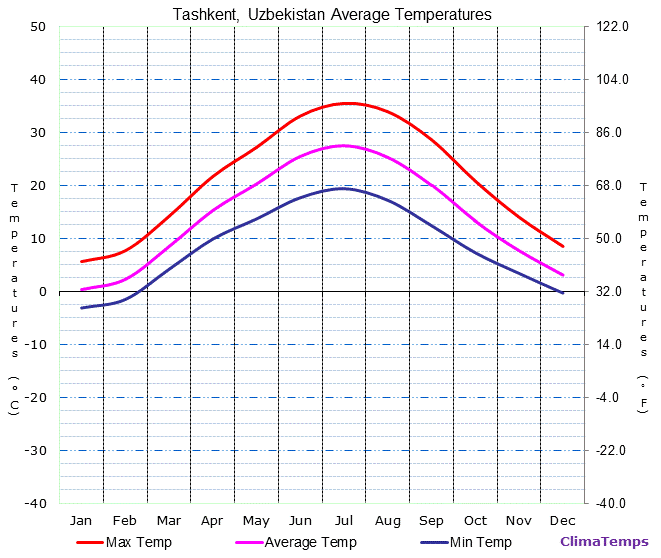 Tashkent, Uzbekistan Average Temperatures
50 122.0
40 104.0
30 86.0
20 68.0
10 50.0
0 32.0
-10 14.0
-20 -4.0
-30 -22.0
-40 -40.0
Temperatures (°C)
Temperatures (°F)
Jan Feb Mar Apr May Jun Jul Aug Sep Oct Nov Dec
Max Temp Average Temp Min Temp ClimaTemps